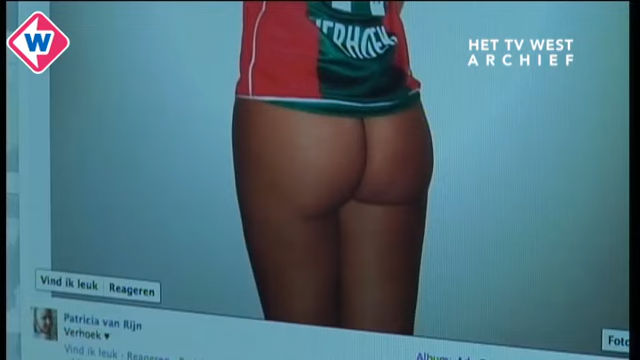 W
HET TV WEST
ARCHIEF
VERHOEK
Vind ik leuk Reageren
Patricia van Rijn
Verhoek ♥
Vind ik leuk · Reageren ·
Album:
Foto